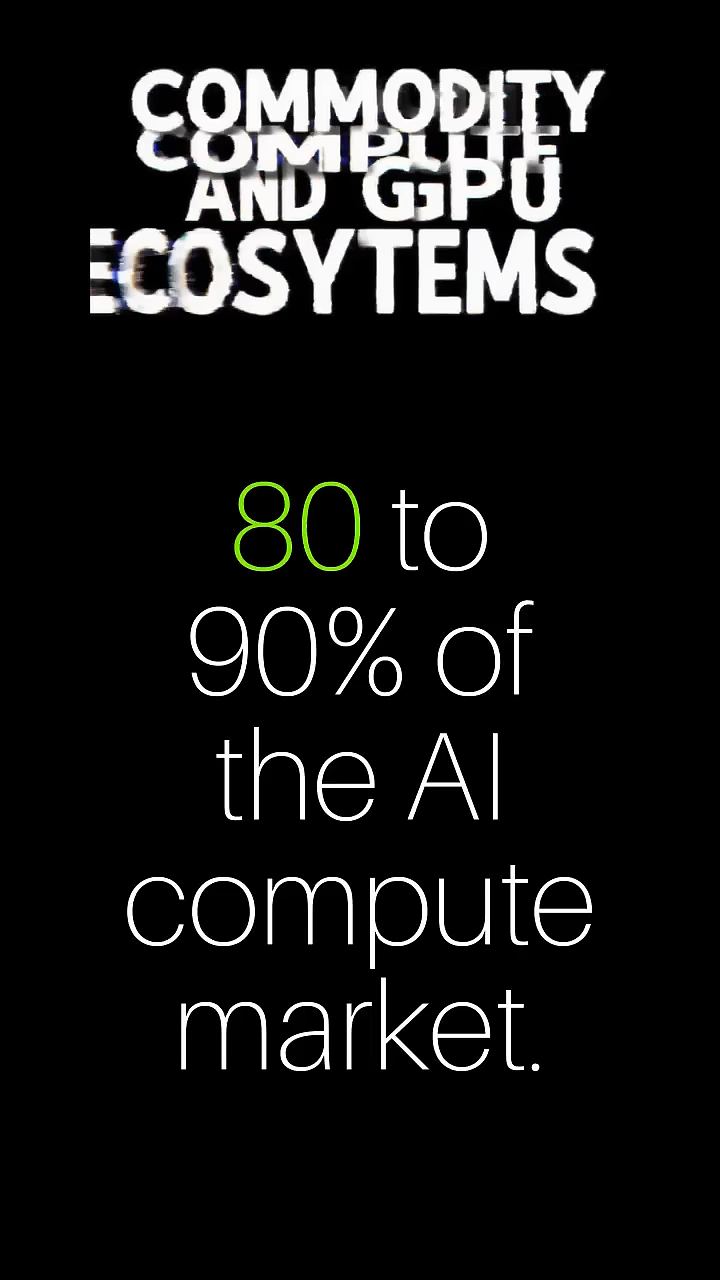 COMMODITY
COMPUTE
AND GPU
ECOSYTEMS
80 to
90% of
the AI
compute
market.